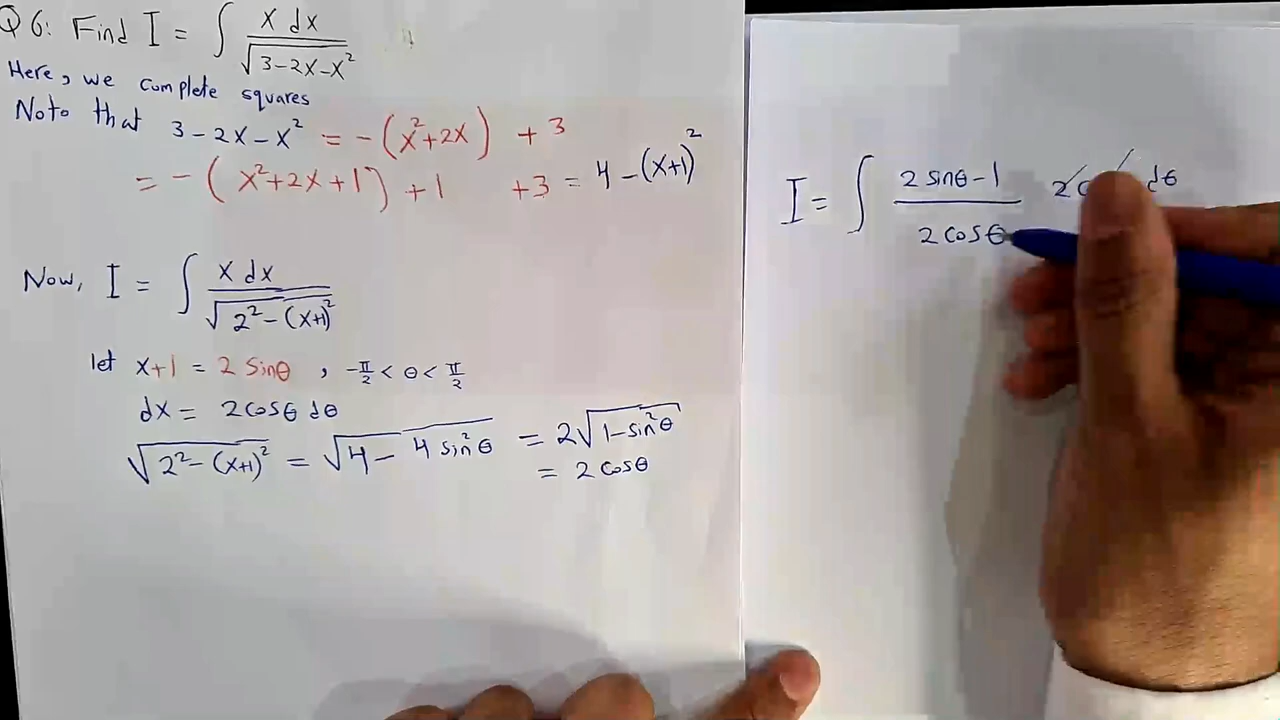 Q6: Find I = ∫ x dx / √(3-2x-x²)
Here, we complete squares
Note that 3-2x-x² = -(x²+2x) +3
= -(x²+2x+1) +1 +3 = 4-(x+1)²
Now, I = ∫ x dx / √(2²-(x+1)²)
let x+1 = 2 sinθ , -π/2 < θ < π/2
dx = 2cosθ dθ
√(2²-(x+1)²) = √(4- 4 sin²θ) = 2√(1-sin²θ)
= 2 cosθ
I = ∫ (2 sinθ-1) / (2 cosθ) 2 dθ